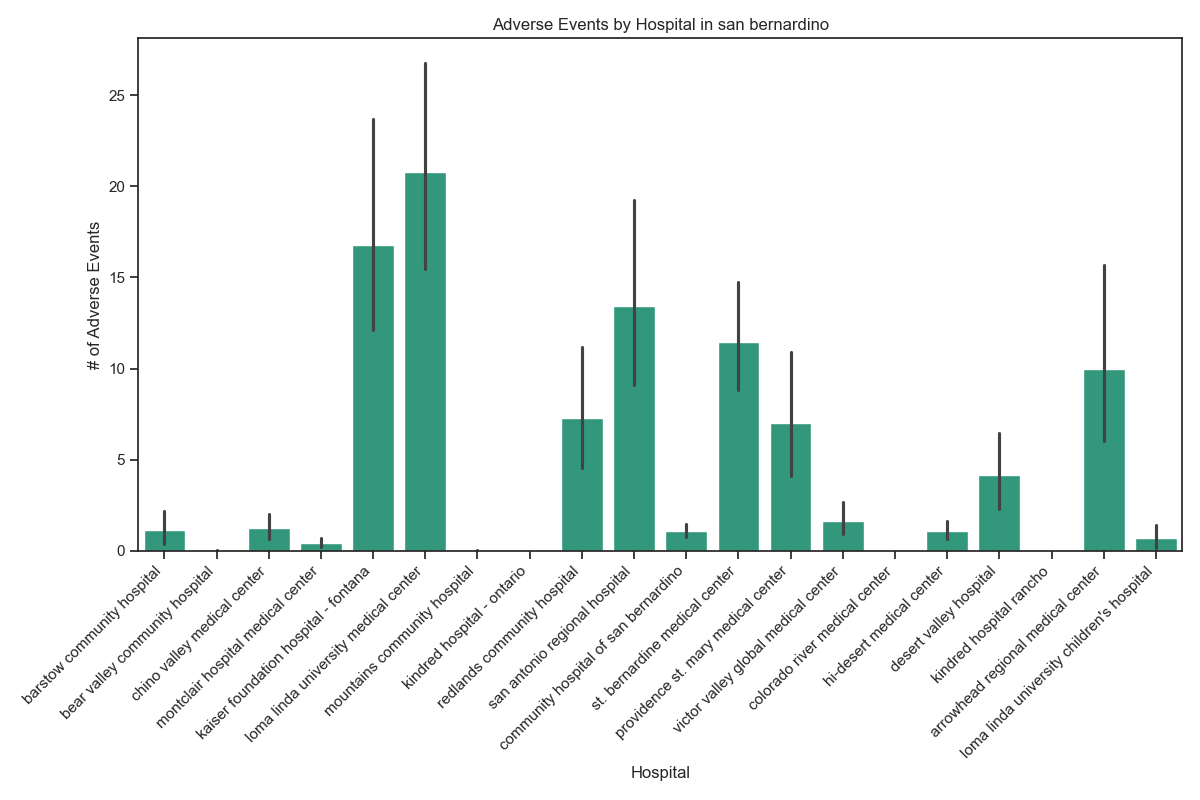 Adverse Events by Hospital in san bernardino
# of Adverse Events
25
20
15
10
5
0
barstow community hospital
bear valley community hospital
chino valley medical center
montclair hospital medical center
kaiser foundation hospital - fontana
loma linda university medical center
mountains community hospital
kindred hospital - ontario
redlands community hospital
san antonio regional hospital
community hospital of san bernardino
st. bernardine medical center
providence st. mary medical center
victor valley global medical center
colorado river medical center
hi-desert medical center
desert valley hospital
kindred hospital rancho
arrowhead regional medical center
loma linda university children's hospital
Hospital